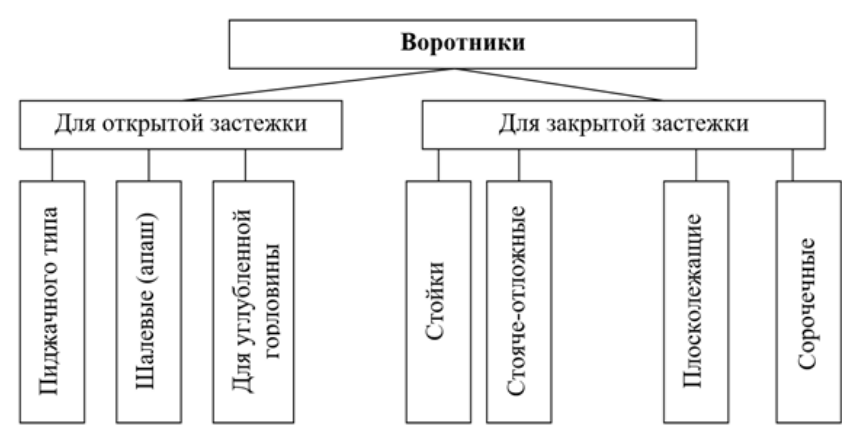 Воротники
Для открытой застежки
Для закрытой застежки
Пиджачного типа
Шалевые (апаш)
Для углубленной
горловины
Стойки
Стояче-отложные
Плосколежащие
Сорочечные